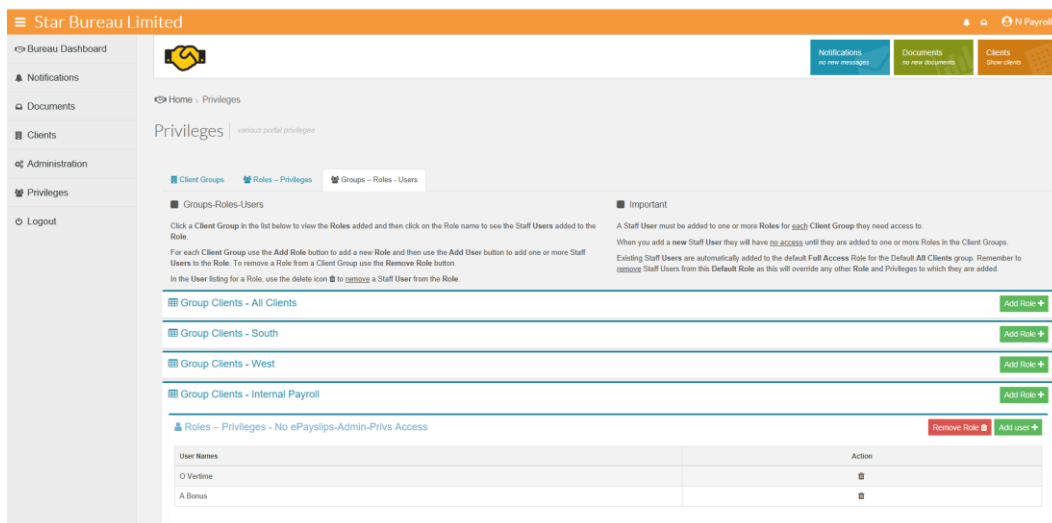 Star Bureau Limited
N Payroll
Bureau Dashboard
Notifications
Documents
Clients
Administration
Privileges
Logout
Notifications
no new messages
Documents
no new documents
Clients
Show clients
Home › Privileges
Privileges
various portal privileges
Client Groups
Roles – Privileges
Groups – Roles - Users
Groups-Roles-Users
Click a Client Group in the list below to view the Roles added and then click on the Role name to see the Staff Users added to the
Role.
For each Client Group use the Add Role button to add a new Role and then use the Add User button to add one or more Staff
Users to the Role. To remove a Role from a Client Group use the Remove Role button.
In the User listing for a Role, use the delete icon to remove a Staff User from the Role.
Important
A Staff User must be added to one or more Roles for each Client Group they need access to.
When you add a new Staff User they will have no access until they are added to one or more Roles in the Client Groups.
Existing Staff Users are automatically added to the default Full Access Role for the Default All Clients group. Remember to
remove Staff Users from this Default Role as this will override any other Role and Privileges to which they are added.
Group Clients - All Clients
Add Role
Group Clients - South
Add Role
Group Clients - West
Add Role
Group Clients - Internal Payroll
Add Role
Roles – Privileges - No ePayslips-Admin-Privs Access
Remove Role
Add user
User Names
Action
O Vertime
A Bonus